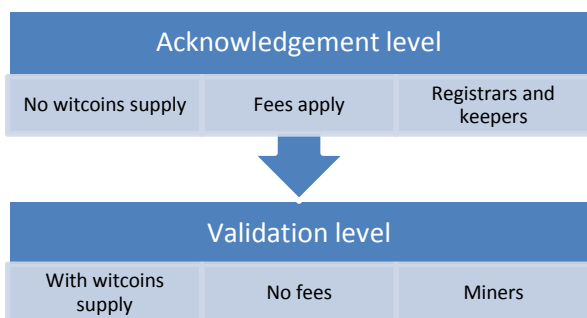 Acknowledgement level
No witcoins supply
Fees apply
Registrars and
keepers
Validation level
With witcoins
supply
No fees
Miners